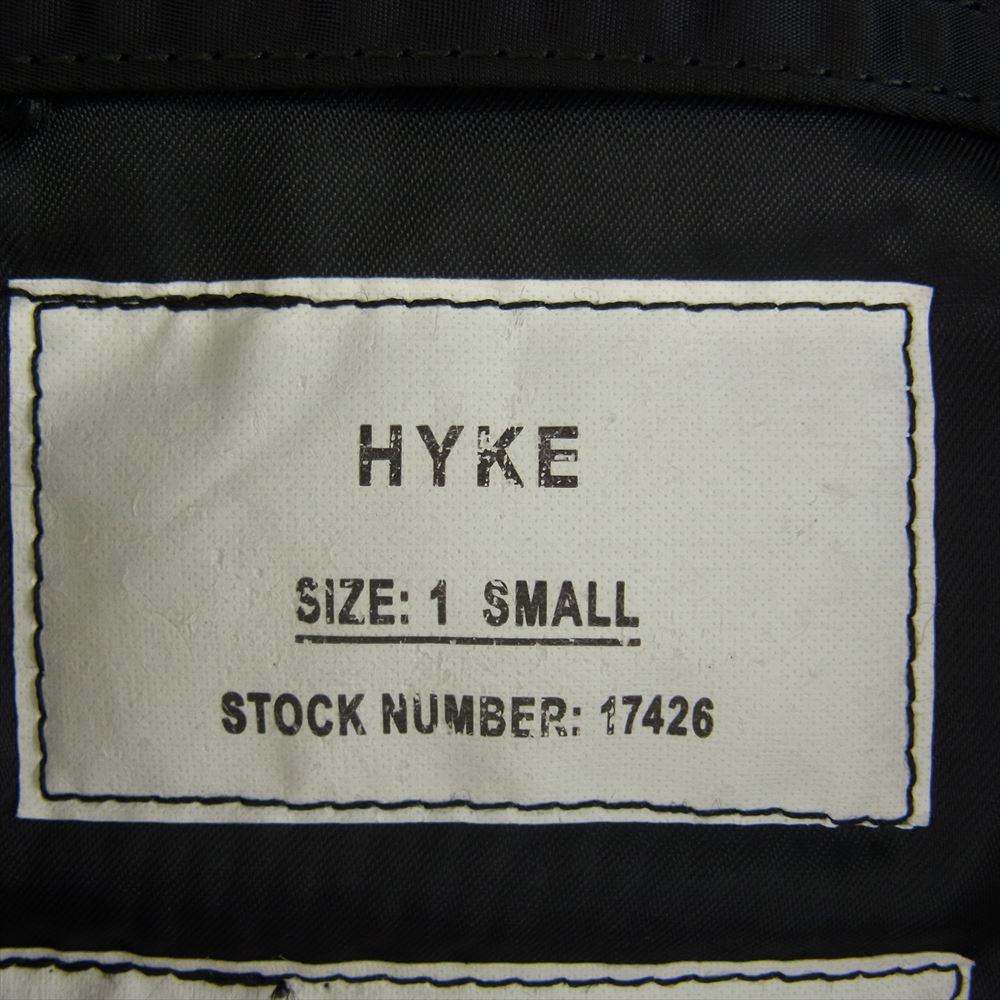 HYKE
SIZE: 1 SMALL
STOCK NUMBER: 17426